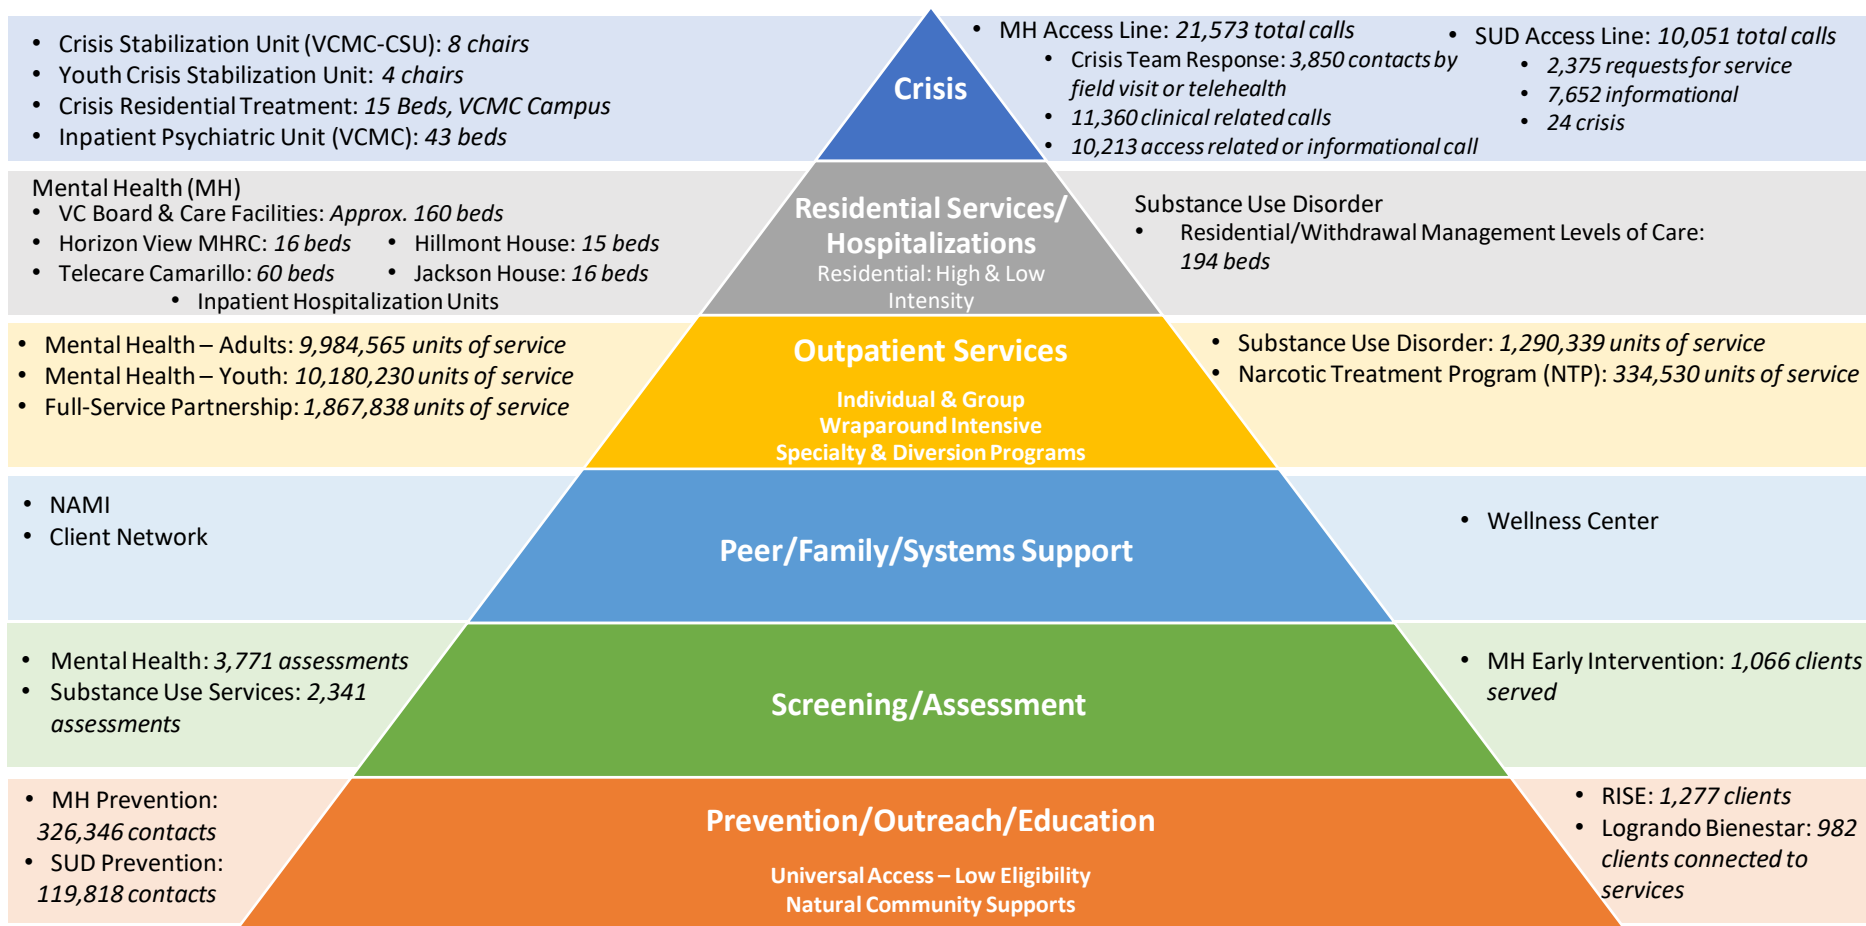 • Crisis Stabilization Unit (VCMC-CSU): 8 chairs
• Youth Crisis Stabilization Unit: 4 chairs
• Crisis Residential Treatment: 15 Beds, VCMC Campus
• Inpatient Psychiatric Unit (VCMC): 43 beds
Crisis
• MH Access Line: 21,573 total calls
• Crisis Team Response: 3,850 contacts by
field visit or telehealth
• 11,360 clinical related calls
• 10,213 access related or informational call
• SUD Access Line: 10,051 total calls
• 2,375 requests for service
• 7,652 informational
• 24 crisis
Mental Health (MH)
• VC Board & Care Facilities: Approx. 160 beds
• Horizon View MHRC: 16 beds • Hillmont House: 15 beds
• Telecare Camarillo: 60 beds • Jackson House: 16 beds
• Inpatient Hospitalization Units
Residential Services/
Hospitalizations
Residential: High & Low
Intensity
Substance Use Disorder
• Residential/Withdrawal Management Levels of Care:
194 beds
• Mental Health – Adults: 9,984,565 units of service
• Mental Health – Youth: 10,180,230 units of service
• Full-Service Partnership: 1,867,838 units of service
Outpatient Services
Individual & Group
Wraparound Intensive
Specialty & Diversion Programs
• Substance Use Disorder: 1,290,339 units of service
• Narcotic Treatment Program (NTP): 334,530 units of service
• NAMI
• Client Network
Peer/Family/Systems Support
• Wellness Center
• Mental Health: 3,771 assessments
• Substance Use Services: 2,341
assessments
Screening/Assessment
• MH Early Intervention: 1,066 clients
served
• MH Prevention:
326,346 contacts
• SUD Prevention:
119,818 contacts
Prevention/Outreach/Education
Universal Access – Low Eligibility
Natural Community Supports
• RISE: 1,277 clients
• Logrando Bienestar: 982
clients connected to
services